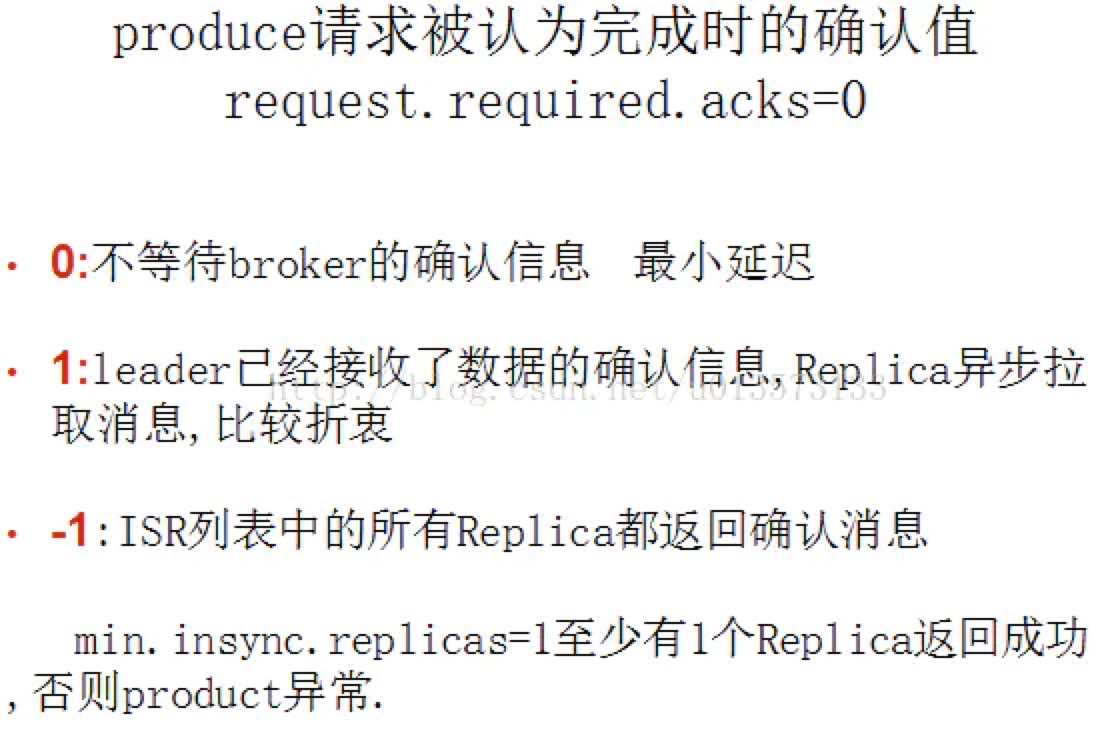 produce请求被认为完成时的确认值
request.required.acks=0
• 0:不等待broker的确认信息 最小延迟
• 1:leader已经接收了数据的确认信息,Replica异步拉
取消息,比较折衷
http://blog.csdn.net/u013573133
• -1:ISR列表中的所有Replica都返回确认消息
min.insync.replicas=1至少有1个Replica返回成功
,否则product异常.